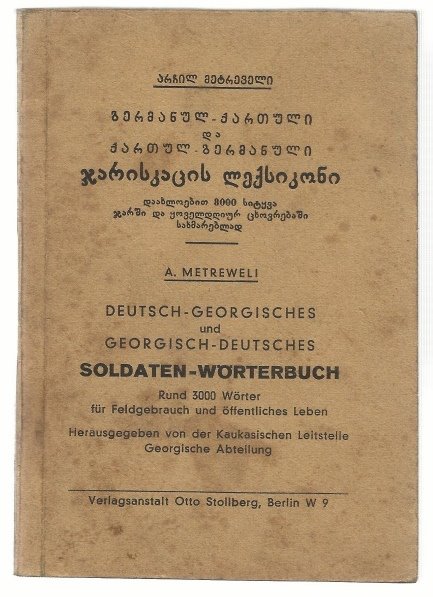 არჩილ მეტრეველი
გერმანულ-ქართული
და
ქართულ-გერმანული
ჯარისკაცის ლექსიკონი
დაახლოებით 3000 სიტყვა
ჯარში და ყოველდღიურ ცხოვრებაში
სახმარებლად
A. METREWELI
DEUTSCH-GEORGISCHES
und
GEORGISCH-DEUTSCHES
SOLDATEN-WÖRTERBUCH
Rund 3000 Wörter
für Feldgebrauch und öffentliches Leben
Herausgegeben von der Kaukasischen Leitstelle
Georgische Abteilung
Verlagsanstalt Otto Stollberg, Berlin W 9